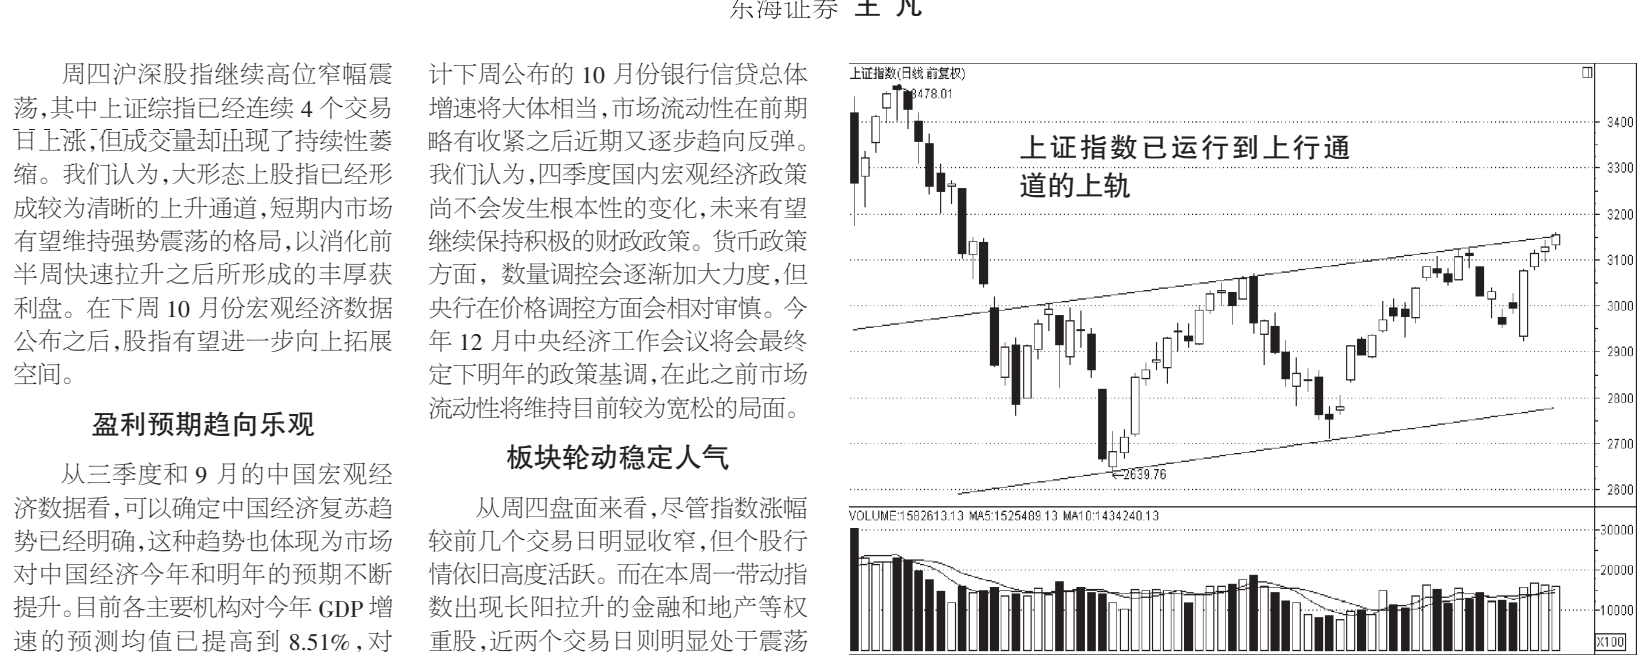 东海证券 王 凡
周四沪深股指继续高位窄幅震
荡,其中上证综指已经连续 4 个交易
日上涨,但成交量却出现了持续性萎
缩。我们认为,大形态上股指已经形
成较为清晰的上升通道,短期内市场
有望维持强势震荡的格局,以消化前
半周快速拉升之后所形成的丰厚获
利盘。在下周 10 月份宏观经济数据
公布之后,股指有望进一步向上拓展
空间。
盈利预期趋向乐观
从三季度和 9 月的中国宏观经
济数据看,可以确定中国经济复苏趋
势已经明确,这种趋势也体现为市场
对中国经济今年和明年的预期不断
提升。目前各主要机构对今年 GDP 增
速的预测均值已提高到 8.51%,对
计下周公布的 10 月份银行信贷总体
增速将大体相当,市场流动性在前期
略有收紧之后近期又逐步趋向反弹。
我们认为,四季度国内宏观经济政策
尚不会发生根本性的变化,未来有望
继续保持积极的财政政策。货币政策
方面, 数量调控会逐渐加大力度,但
央行在价格调控方面会相对审慎。今
年 12 月中央经济工作会议将会最终
定下明年的政策基调,在此之前市场
流动性将维持目前较为宽松的局面。
板块轮动稳定人气
从周四盘面来看,尽管指数涨幅
较前几个交易日明显收窄,但个股行
情依旧高度活跃。而在本周一带动指
数出现长阳拉升的金融和地产等权
重股,近两个交易日则明显处于震荡
上证指数(日线 前复权)
3478.01
上证指数已运行到上行通
道的上轨
3400
3300
3200
3100
3000
2900
2800
2700
2639.76
2600
VOLUME:1582613.13 MA5:1525489.13 MA10:1434240.13
30000
20000
10000
X100